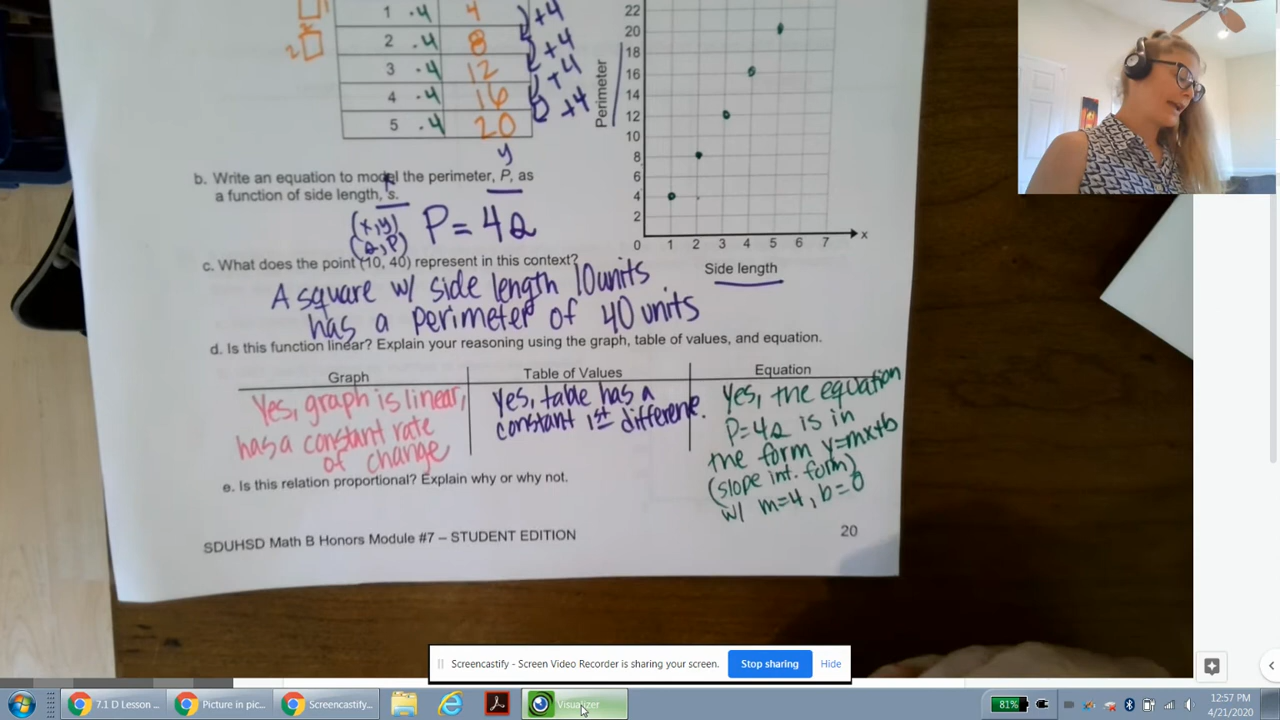 1 .4 4 +4
2 .4 8 +4
3 .4 12 +4
4 .4 16 +4
5 .4 20
y
b. Write an equation to model the perimeter, P, as
a function of side length, s.
(x,y) P=4s
(s,P)
22
20
18
16
14
12
10
8
6
4
2
0 1 2 3 4 5 6 7 x
Perimeter
Side length
c. What does the point (10, 40) represent in this context?
A square w/ side length 10 units
has a perimeter of 40 units
d. Is this function linear? Explain your reasoning using the graph, table of values, and equation.
Graph
Yes, graph is linear,
has a constant rate
of change
Table of Values
Yes, table has a
constant 1st difference.
Equation
Yes, the equation
P=4s is in
the form y=mx+b
(slope int. form)
w/ m=4, b=0
e. Is this relation proportional? Explain why or why not.
SDUHSD Math B Honors Module #7 – STUDENT EDITION 20
Screencastify - Screen Video Recorder is sharing your screen. Stop sharing Hide
7.1 D Lesson ... Picture in pic... Screencastify... Visualizer 81% 12:57 PM
4/21/2020